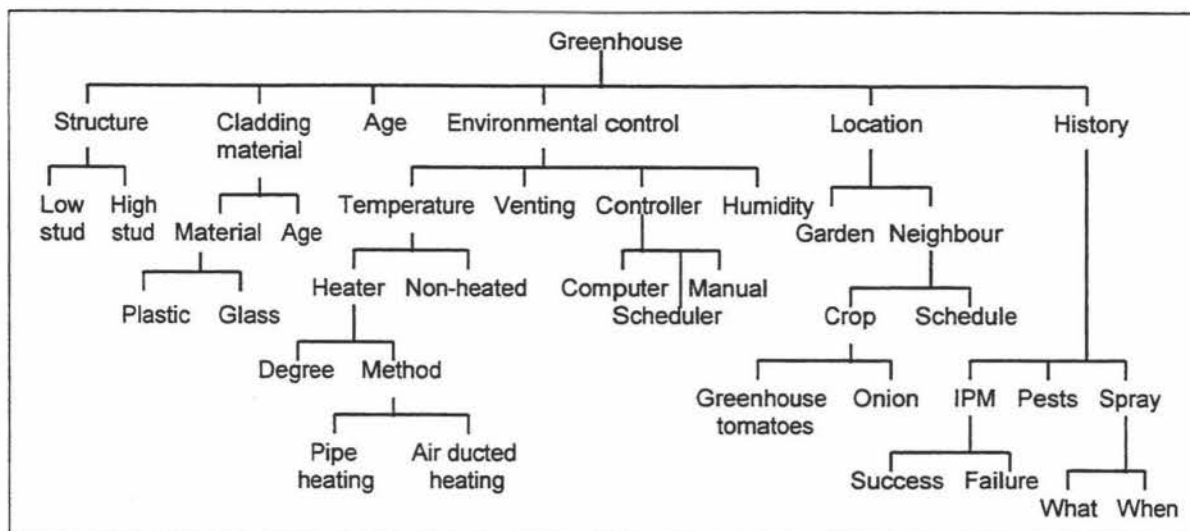 Greenhouse
Structure Cladding Age Environmental control Location History
material
Low High Temperature Venting Controller Humidity
stud stud Material Age Garden Neighbour
Heater Non-heated Computer Manual
Plastic Glass Scheduler Crop Schedule
Degree Method
Greenhouse Onion IPM Pests Spray
tomatoes
Pipe Air ducted
heating heating
Success Failure
What When